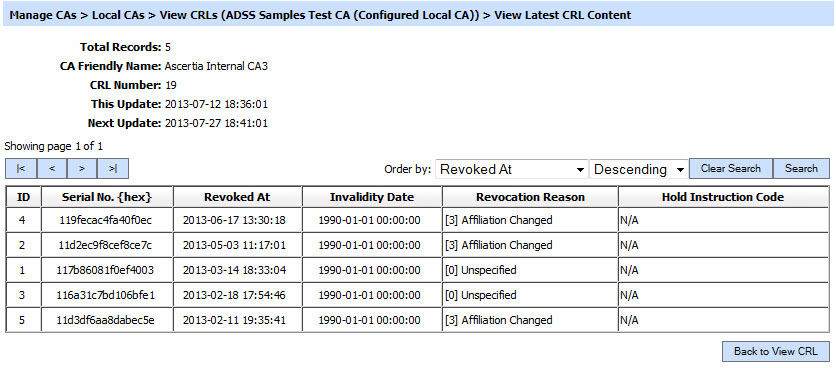 Manage CAs > Local CAs > View CRLs (ADSS Samples Test CA (Configured Local CA)) > View Latest CRL Content
Total Records: 5
CA Friendly Name: Ascertia Internal CA3
CRL Number: 19
This Update: 2013-07-12 18:36:01
Next Update: 2013-07-27 18:41:01
Showing page 1 of 1
|< < > >| Order by: Revoked At Descending Clear Search Search
ID Serial No. {hex} Revoked At Invalidity Date Revocation Reason Hold Instruction Code
4 119fecac4fa40f0ec 2013-06-17 13:30:18 1990-01-01 00:00:00 [3] Affiliation Changed N/A
2 11d2ec9f8cef8ce7c 2013-05-03 11:17:01 1990-01-01 00:00:00 [3] Affiliation Changed N/A
1 117b86081f0ef4003 2013-03-14 18:33:04 1990-01-01 00:00:00 [0] Unspecified N/A
3 116a31c7bd106bfe1 2013-02-18 17:54:46 1990-01-01 00:00:00 [0] Unspecified N/A
5 11d3df6aa8dabec5e 2013-02-11 19:35:41 1990-01-01 00:00:00 [3] Affiliation Changed N/A
Back to View CRL